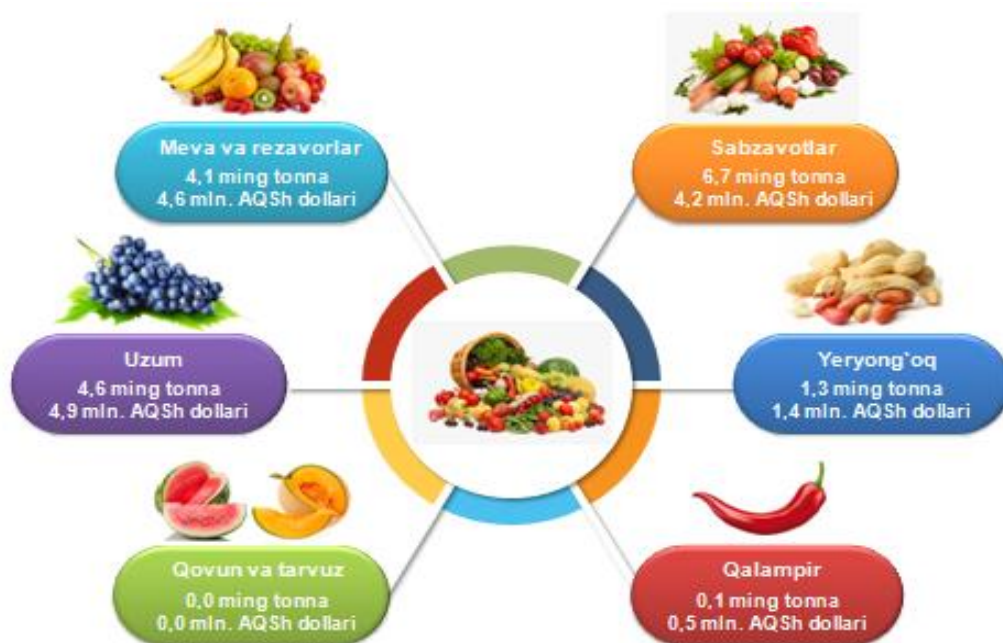 Meva va rezavorlar
4,1 ming tonna
4,6 mln. AQSh dollari
Sabzavotlar
6,7 ming tonna
4,2 mln. AQSh dollari
Uzum
4,6 ming tonna
4,9 mln. AQSh dollari
Yeryong`oq
1,3 ming tonna
1,4 mln. AQSh dollari
Qovun va tarvuz
0,0 ming tonna
0,0 mln. AQSh dollari
Qalampir
0,1 ming tonna
0,5 mln. AQSh dollari